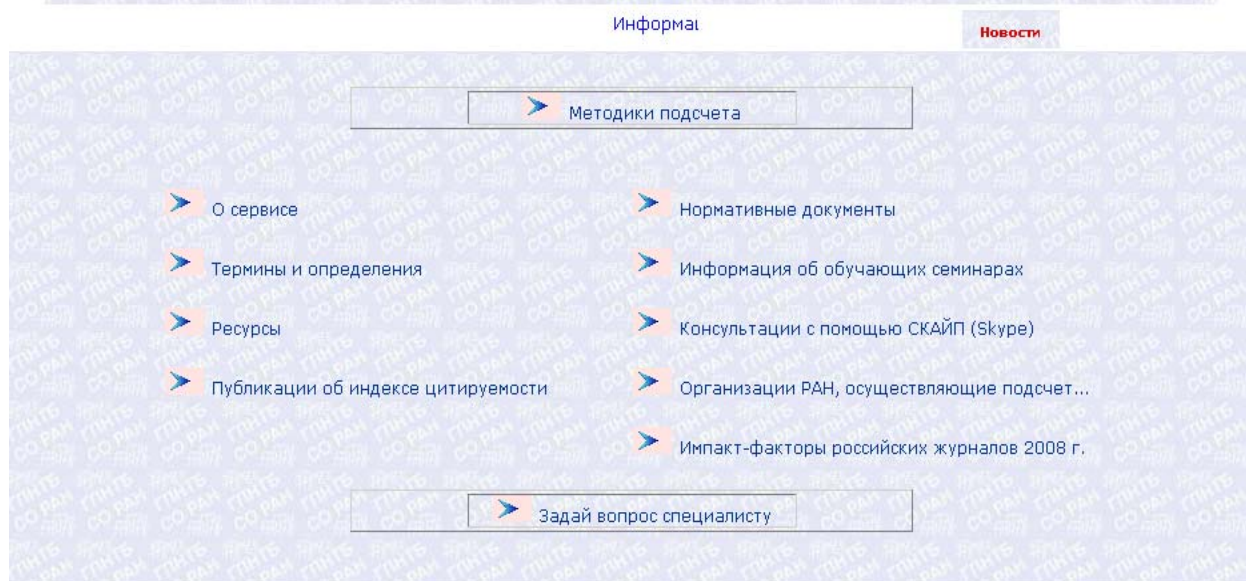 Новости
Методики подсчета
О сервисе
Нормативные документы
Термины и определения
Информация об обучающих семинарах
Ресурсы
Консультации с помощью СКАЙП (Skype)
Публикации об индексе цитируемости
Организации РАН, осуществляющие подсчет...
Импакт-факторы российских журналов 2008 г.
Задай вопрос специалисту